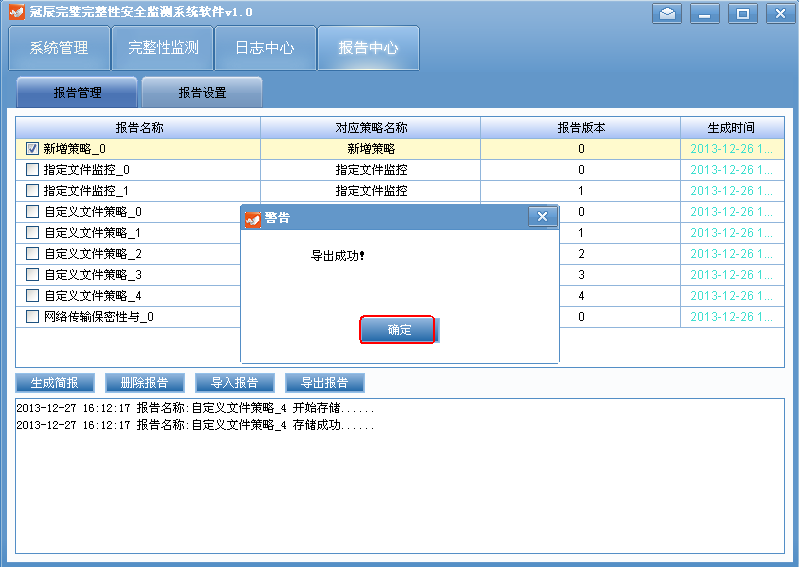 冠辰完璧完整性安全监测系统软件v1.0
系统管理 完整性监测 日志中心 报告中心
报告管理 报告设置
报告名称 对应策略名称 报告版本 生成时间
新增策略_0 新增策略 0 2013-12-26 1...
指定文件监控_0 指定文件监控 0 2013-12-26 1...
指定文件监控_1 指定文件监控 1 2013-12-26 1...
自定义文件策略_0 0 2013-12-26 1...
自定义文件策略_1 1 2013-12-26 1...
自定义文件策略_2 2 2013-12-26 1...
自定义文件策略_3 3 2013-12-26 1...
自定义文件策略_4 4 2013-12-26 1...
网络传输保密性与_0 0 2013-12-26 1...
警告
导出成功!
确定
生成简报 删除报告 导入报告 导出报告
2013-12-27 16:12:17 报告名称:自定义文件策略_4 开始存储......
2013-12-27 16:12:17 报告名称:自定义文件策略_4 存储成功......